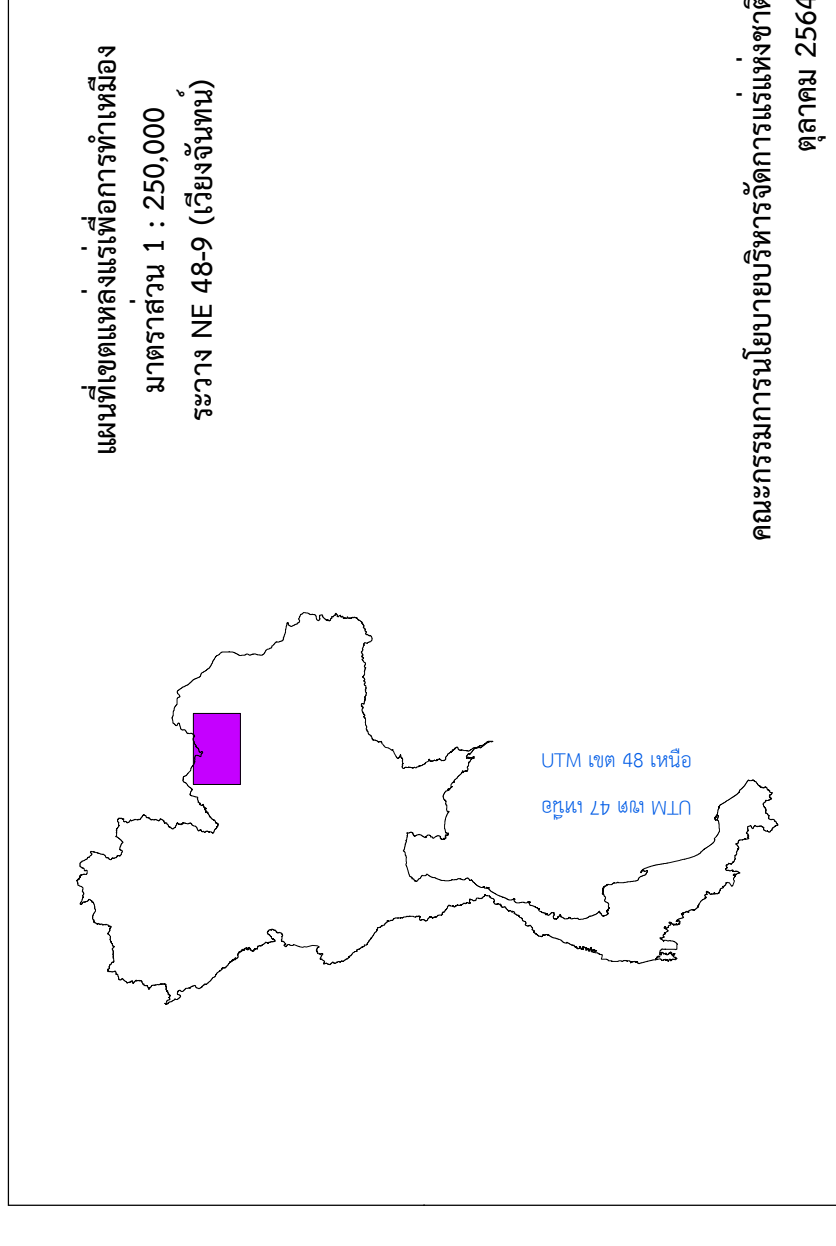 แผนที่เขตแหล่งแร่เพื่อการทำเหมือง
มาตราส่วน 1 : 250,000
ระวาง NE 48-9 (เวียงจันทน์)
คณะกรรมการนโยบายบริหารจัดการแร่แห่งชาติ
ตุลาคม 2564
UTM เขต 48 เหนือ
UTM เขต 47 เหนือ